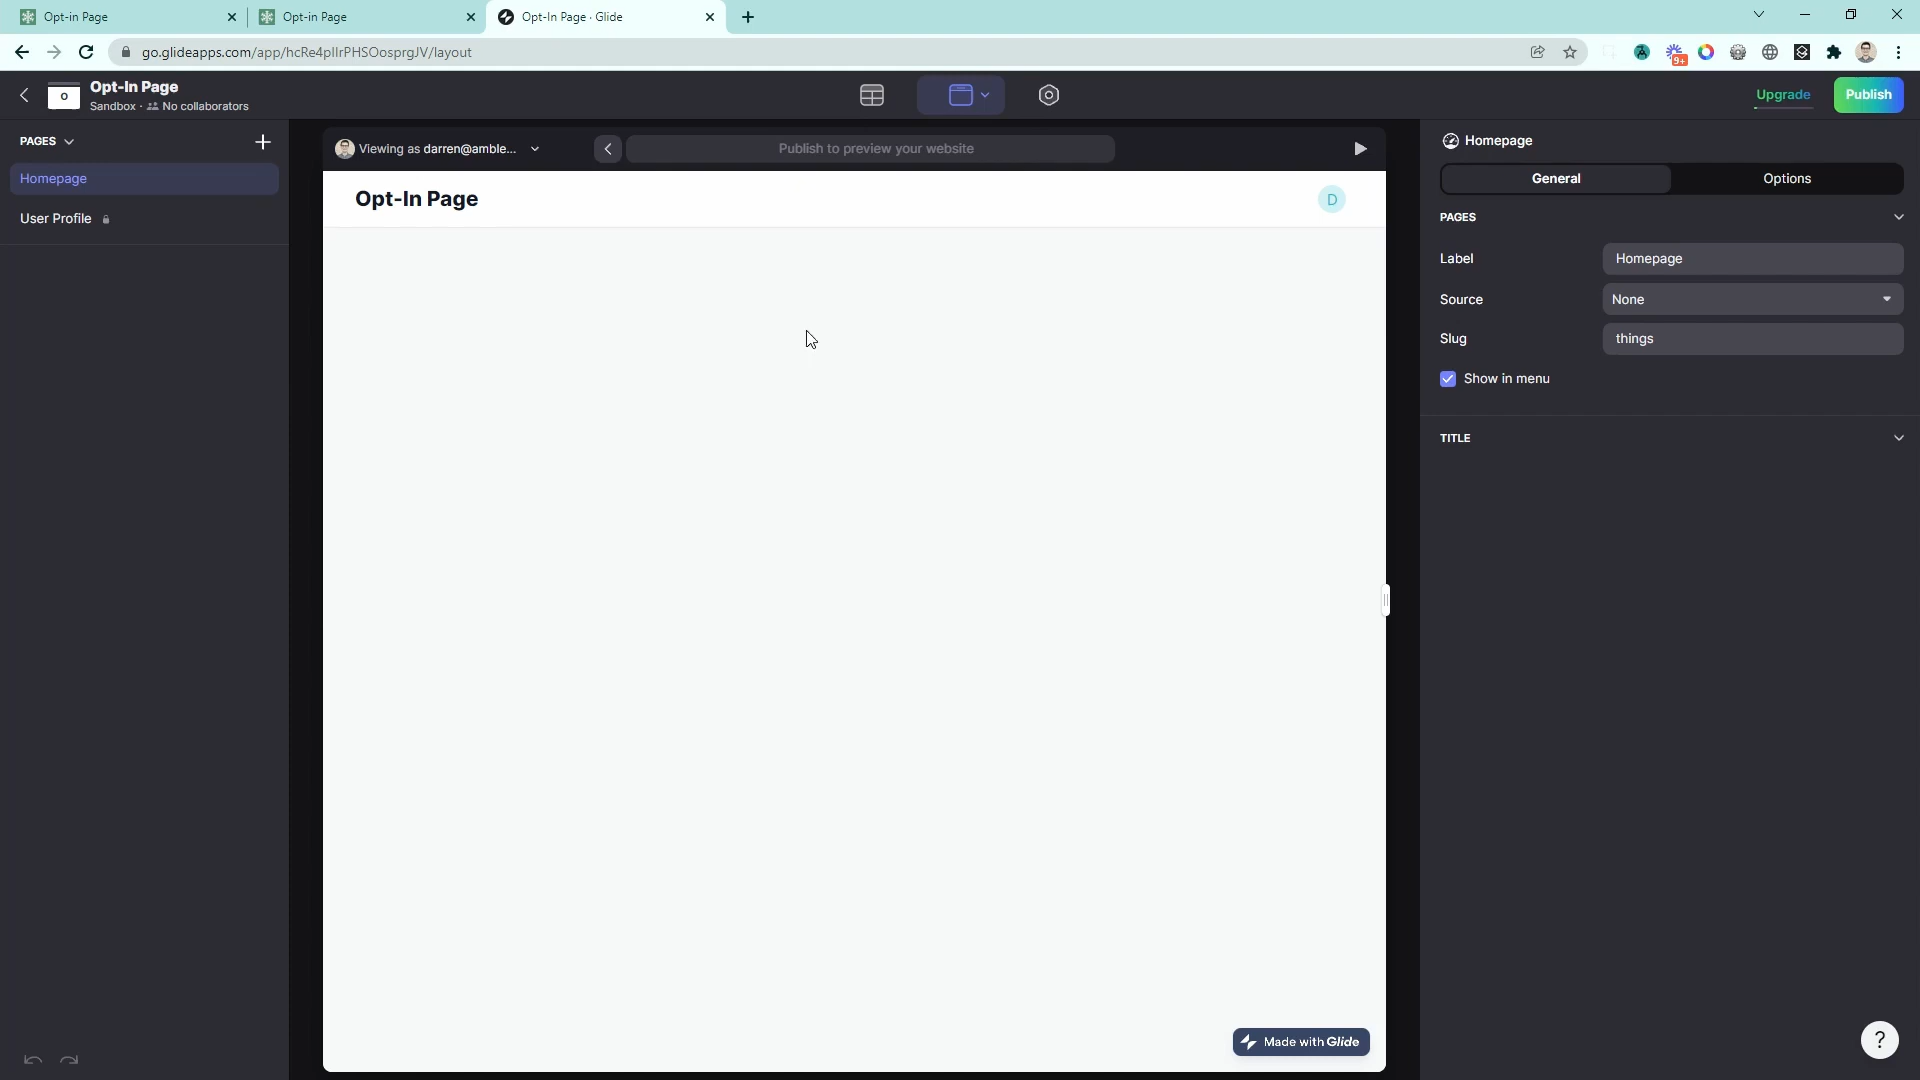 Opt-in Page
Opt-in Page
Opt-In Page · Glide
go.glideapps.com/app/hcRe4pIIrPHSOosprgJV/layout
9+
O
Opt-In Page
Sandbox · No collaborators
Upgrade
Publish
PAGES
Homepage
User Profile
Viewing as darren@amble...
Publish to preview your website
Opt-In Page
D
Made with Glide
Homepage
General
Options
PAGES
Label
Homepage
Source
None
Slug
things
Show in menu
TITLE
?